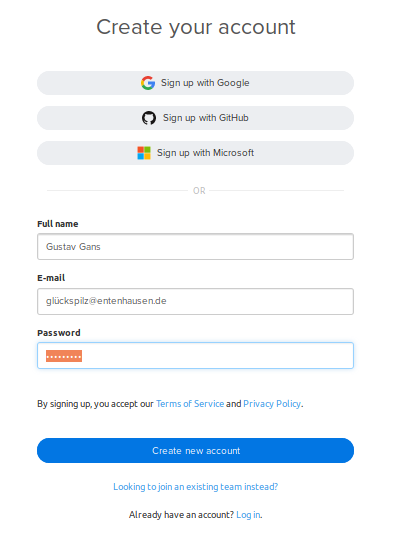 Create your account
Sign up with Google
Sign up with GitHub
Sign up with Microsoft
OR
Full name
Gustav Gans
E-mail
glückspilz@entenhausen.de
Password
•••••••••
By signing up, you accept our Terms of Service and Privacy Policy.
Create new account
Looking to join an existing team instead?
Already have an account? Log in.